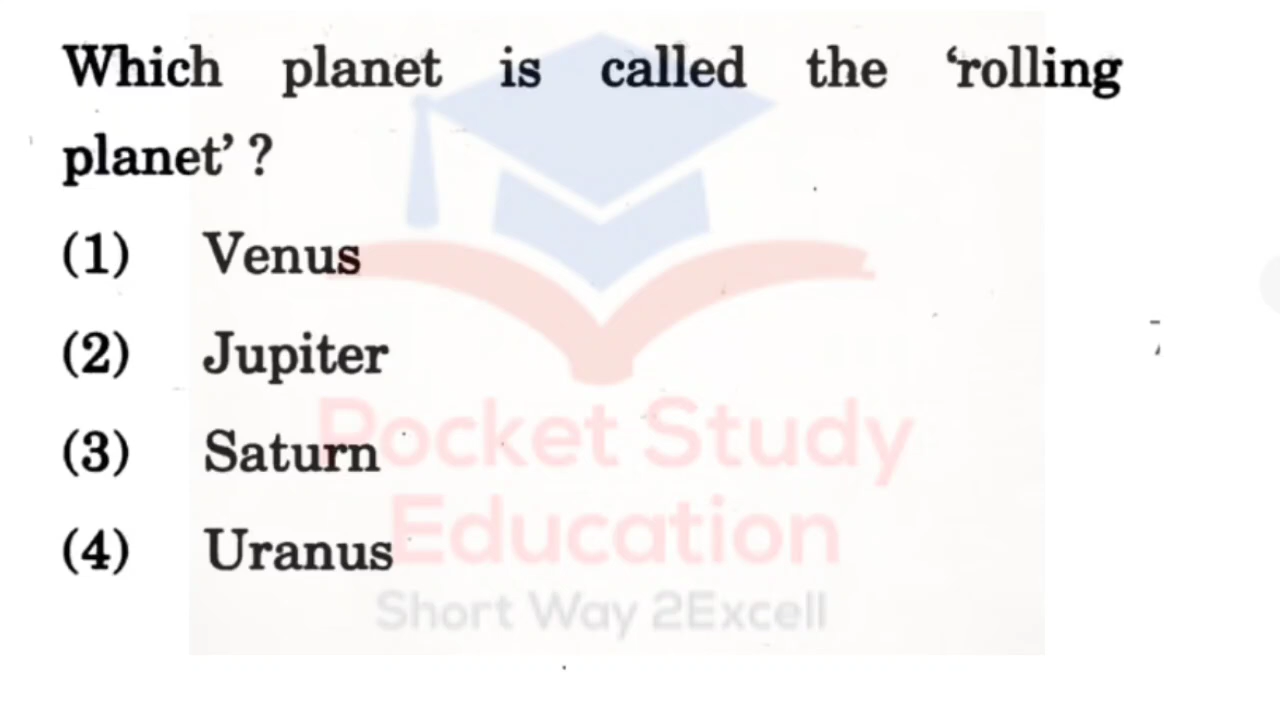 Which planet is called the ‘rolling
planet’ ?
(1) Venus
(2) Jupiter
(3) Saturn
(4) Uranus
Pocket Study
Education
Short Way 2Excell